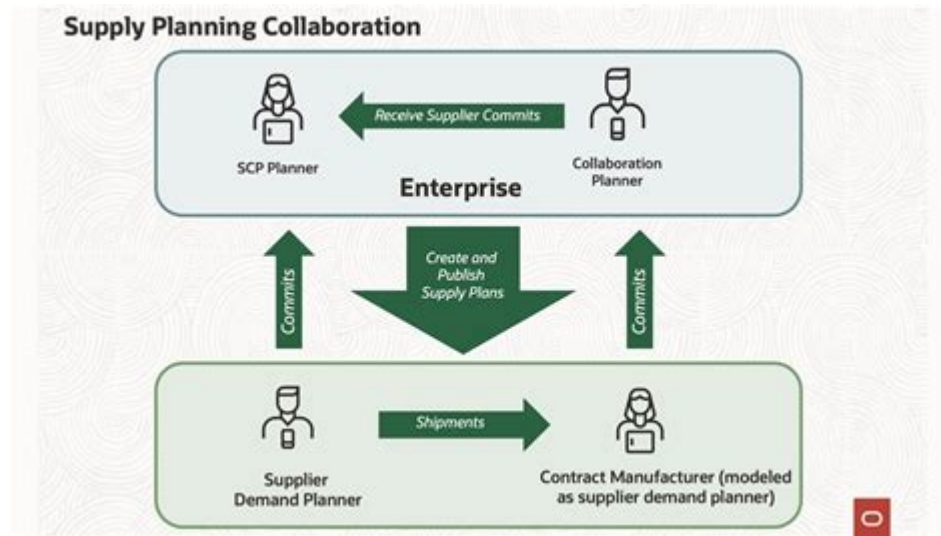 Supply Planning Collaboration
Receive Supplier Commits
SCP Planner
Collaboration
Planner
Enterprise
Commits
Create and
Publish
Supply Plans
Commits
Shipments
Supplier
Demand Planner
Contract Manufacturer (modeled
as supplier demand planner)